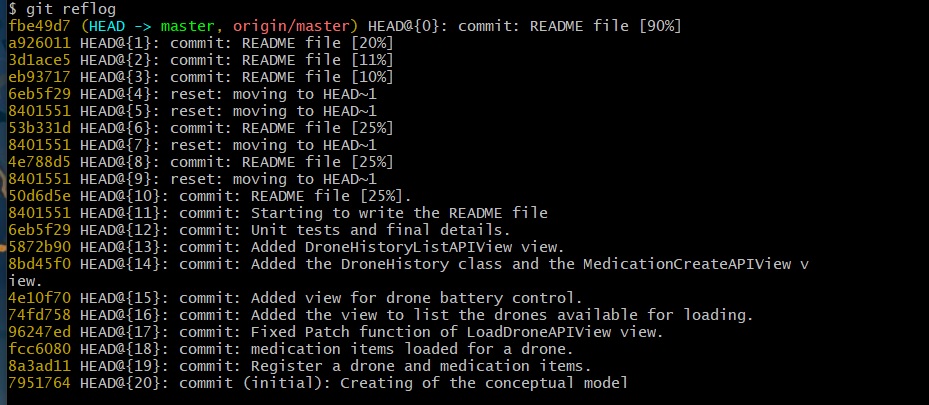 $ git reflog
fbe49d7 (HEAD -> master, origin/master) HEAD@{0}: commit: README file [90%]
a926011 HEAD@{1}: commit: README file [20%]
3d1ace5 HEAD@{2}: commit: README file [11%]
eb93717 HEAD@{3}: commit: README file [10%]
6eb5f29 HEAD@{4}: reset: moving to HEAD~1
8401551 HEAD@{5}: reset: moving to HEAD~1
53b331d HEAD@{6}: commit: README file [25%]
8401551 HEAD@{7}: reset: moving to HEAD~1
4e788d5 HEAD@{8}: commit: README file [25%]
8401551 HEAD@{9}: reset: moving to HEAD~1
50d6d5e HEAD@{10}: commit: README file [25%].
8401551 HEAD@{11}: commit: Starting to write the README file
6eb5f29 HEAD@{12}: commit: Unit tests and final details.
5872b90 HEAD@{13}: commit: Added DroneHistoryListAPIView view.
8bd45f0 HEAD@{14}: commit: Added the DroneHistory class and the MedicationCreateAPIView v
iew.
4e10f70 HEAD@{15}: commit: Added view for drone battery control.
74fd758 HEAD@{16}: commit: Added the view to list the drones available for loading.
96247ed HEAD@{17}: commit: Fixed Patch function of LoadDroneAPIView view.
fcc6080 HEAD@{18}: commit: medication items loaded for a drone.
8a3ad11 HEAD@{19}: commit: Register a drone and medication items.
7951764 HEAD@{20}: commit (initial): Creating of the conceptual model